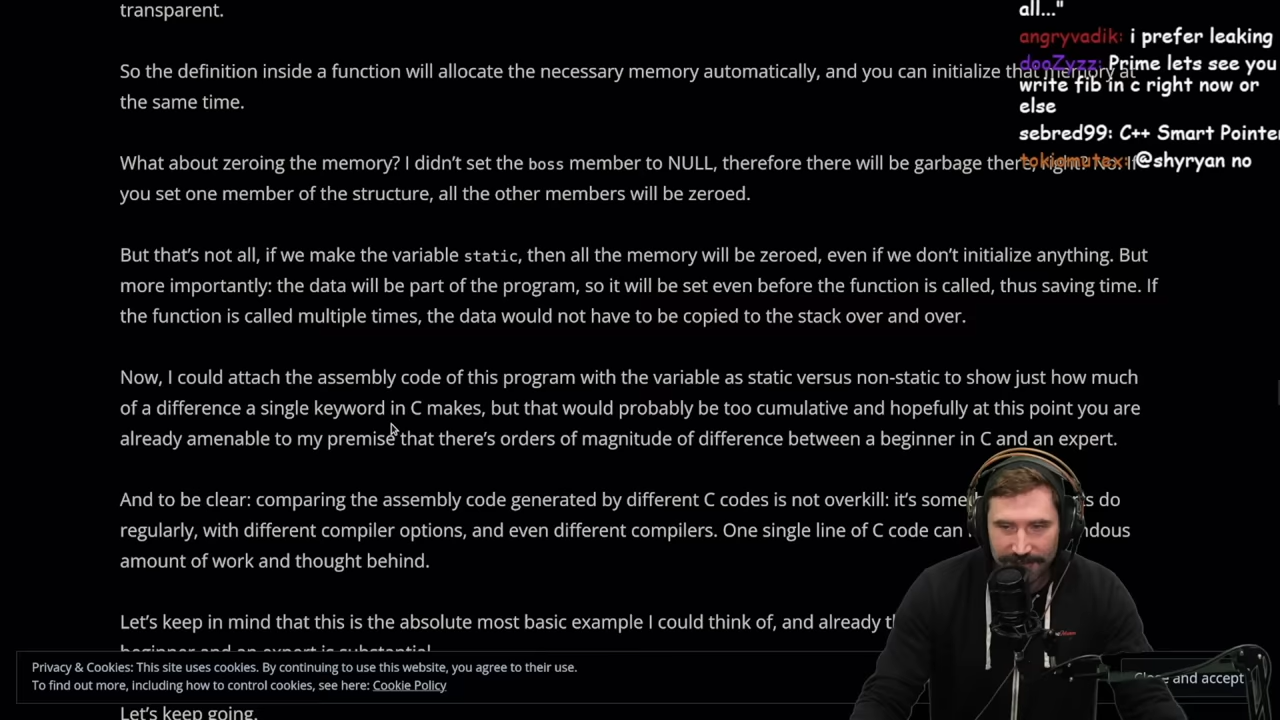 transparent.
So the definition inside a function will allocate the necessary memory automatically, and you can initialize that memory at
the same time.
What about zeroing the memory? I didn't set the boss member to NULL, therefore there will be garbage there, right? No. If
you set one member of the structure, all the other members will be zeroed.
But that's not all, if we make the variable static, then all the memory will be zeroed, even if we don't initialize anything. But
more importantly: the data will be part of the program, so it will be set even before the function is called, thus saving time. If
the function is called multiple times, the data would not have to be copied to the stack over and over.
Now, I could attach the assembly code of this program with the variable as static versus non-static to show just how much
of a difference a single keyword in C makes, but that would probably be too cumulative and hopefully at this point you are
already amenable to my premise that there's orders of magnitude of difference between a beginner in C and an expert.
And to be clear: comparing the assembly code generated by different C codes is not overkill: it's do
regularly, with different compiler options, and even different compilers. One single line of C code can
amount of work and thought behind.
Let's keep in mind that this is the absolute most basic example I could think of, and already
beginner and an expert is substantial.
Let's keep going.
Privacy & Cookies: This site uses cookies. By continuing to use this website, you agree to their use.
To find out more, including how to control cookies, see here: Cookie Policy
Close and accept
all..."
angryvadik: i prefer leaking
dooZyzz: Prime lets see you
write fib in c right now or
else
sebred99: C++ Smart Pointe
@shyryan no